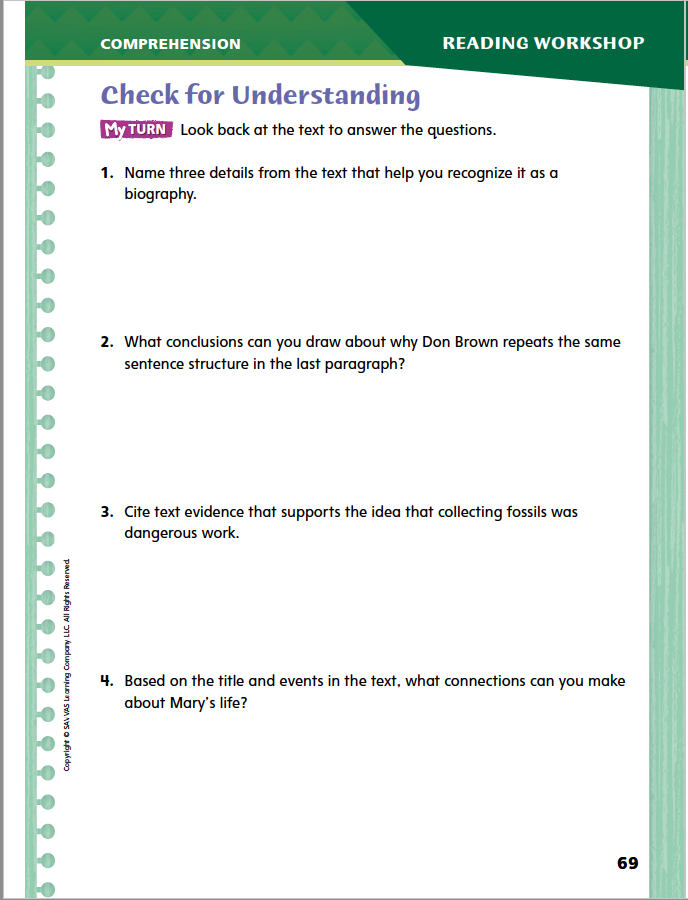 COMPREHENSION
READING WORKSHOP
Check for Understanding
My TURN Look back at the text to answer the questions.
1. Name three details from the text that help you recognize it as a
biography.
2. What conclusions can you draw about why Don Brown repeats the same
sentence structure in the last paragraph?
3. Cite text evidence that supports the idea that collecting fossils was
dangerous work.
4. Based on the title and events in the text, what connections can you make
about Mary's life?
Copyright © SAVVAS Learning Company LLC. All Rights Reserved.
69